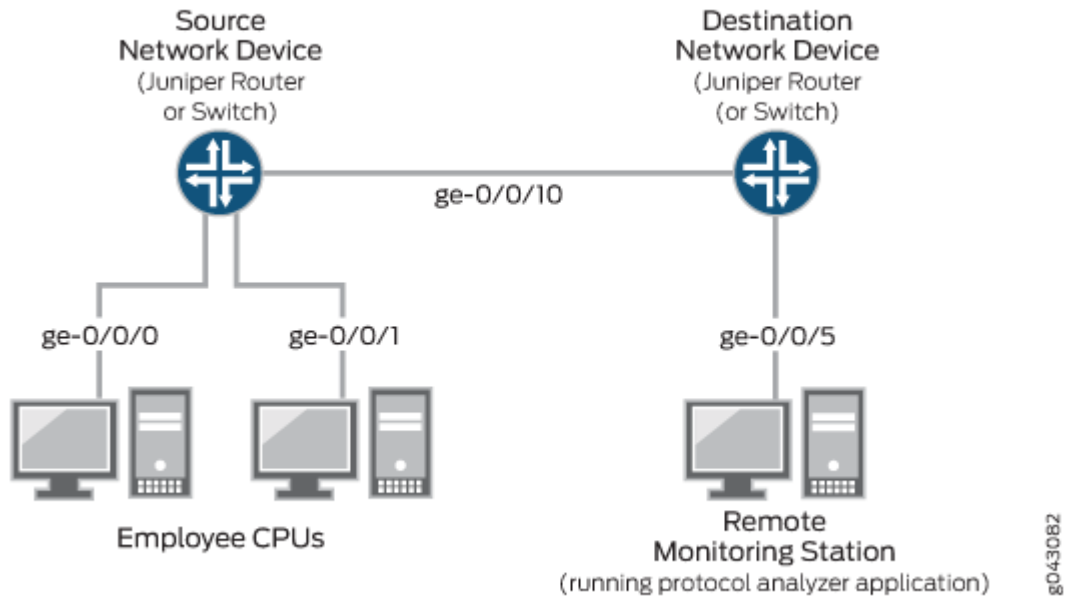 Source
Network Device
(Juniper Router
or Switch)
Destination
Network Device
(Juniper Router
(or Switch)
ge-0/0/10
ge-0/0/0
ge-0/0/1
ge-0/0/5
Employee CPUs
Remote
Monitoring Station
(running protocol analyzer application)
g043082